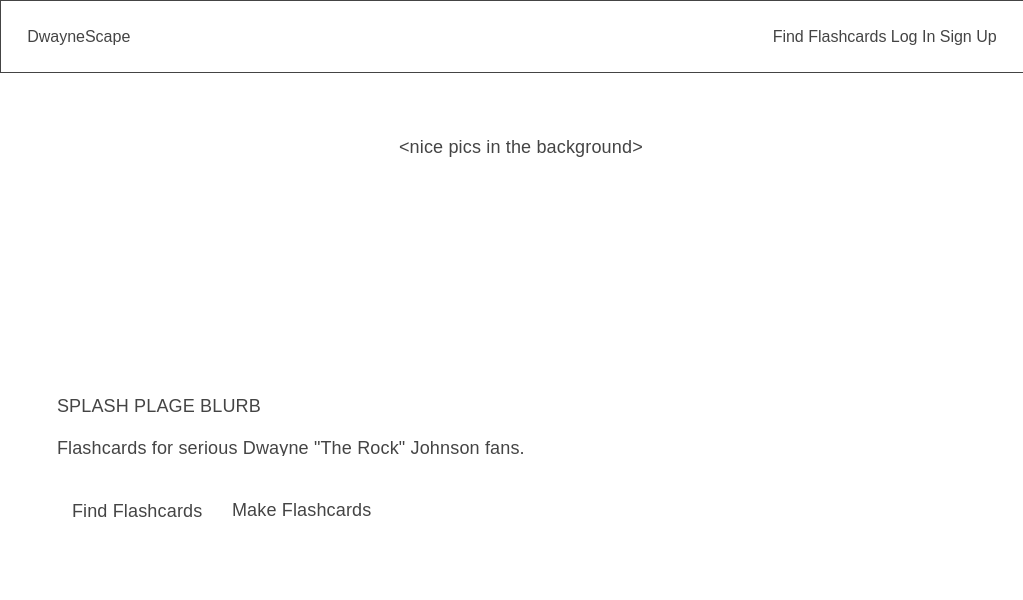 DwayneScape
Find Flashcards Log In Sign Up
<nice pics in the background>
SPLASH PLAGE BLURB
Flashcards for serious Dwayne "The Rock" Johnson fans.
Find Flashcards
Make Flashcards